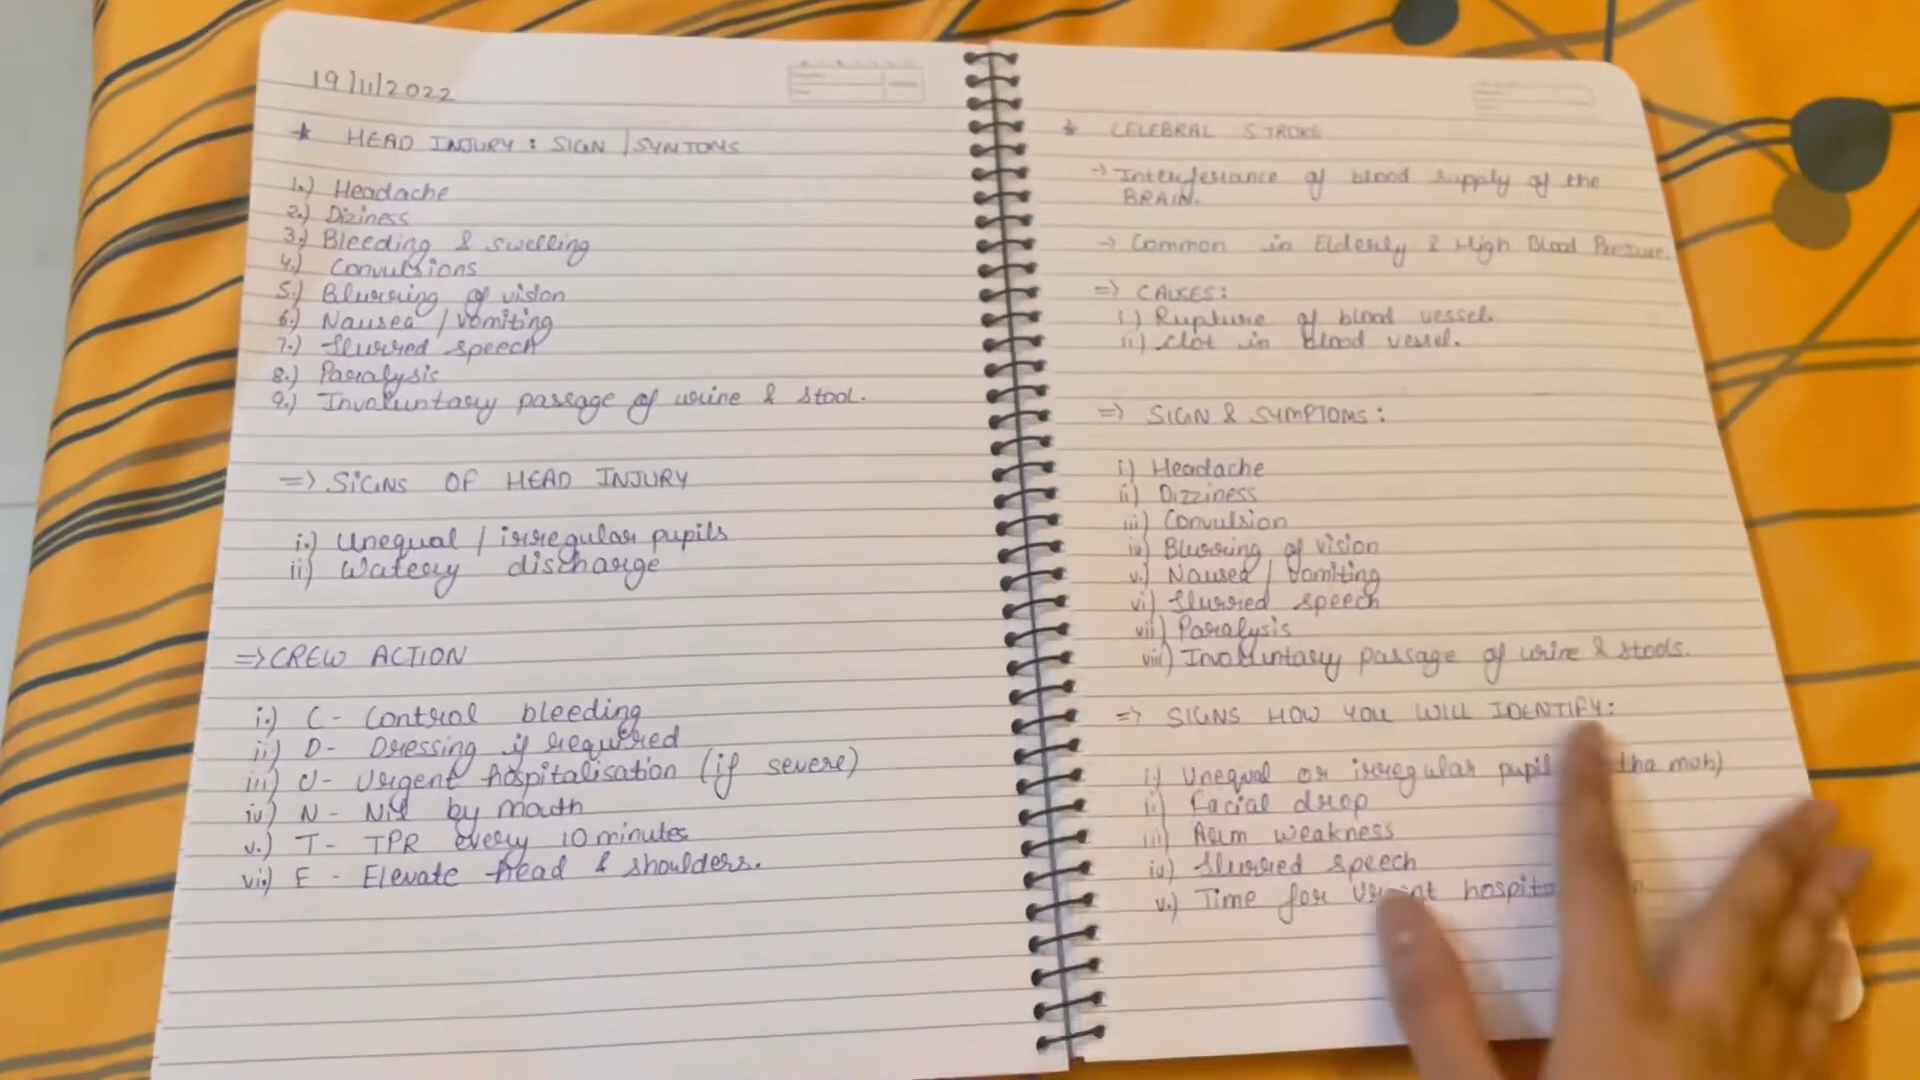 19/11/2022
* HEAD INJURY : SIGN / SYNTOMS
1.) Headache
2.) Diziness
3.) Bleeding & swelling
4.) Convulsions
5.) Blurring of vision
6.) Nausea / vomiting
7.) Slurred speech
8.) Paralysis
9.) Involuntary passage of urine & stool.
=> SIGNS OF HEAD INJURY
i.) Unequal / irregular pupils
ii) Watery discharge
=> CREW ACTION
i.) C - Control bleeding
ii) D - Dressing if required
iii) U - Urgent hospitalisation (if severe)
iv) N - Nil by mouth
v.) T - TPR every 10 minutes
vi) E - Elevate head & shoulders.
* CELEBRAL STROKE
→ Interferance of blood supply of the
BRAIN.
→ Common in Elderly & High Blood Pressure.
=> CAUSES:
i) Rupture of blood vessel.
ii) clot in blood vessel.
=> SIGN & SYMPTOMS:
i) Headache
ii) Dizziness
iii) Convulsion
iv) Blurring of vision
v.) Nausea / Vomiting
vi) Slurred speech
vii) Paralysis
viii) Involuntary passage of urine & stools.
=> SIGNS HOW YOU WILL IDENTIFY:
i.) Unequal or irregular pupil muh)
ii) Facial drop
iii) Arm weakness
iv) Slurred speech
v.) Time for